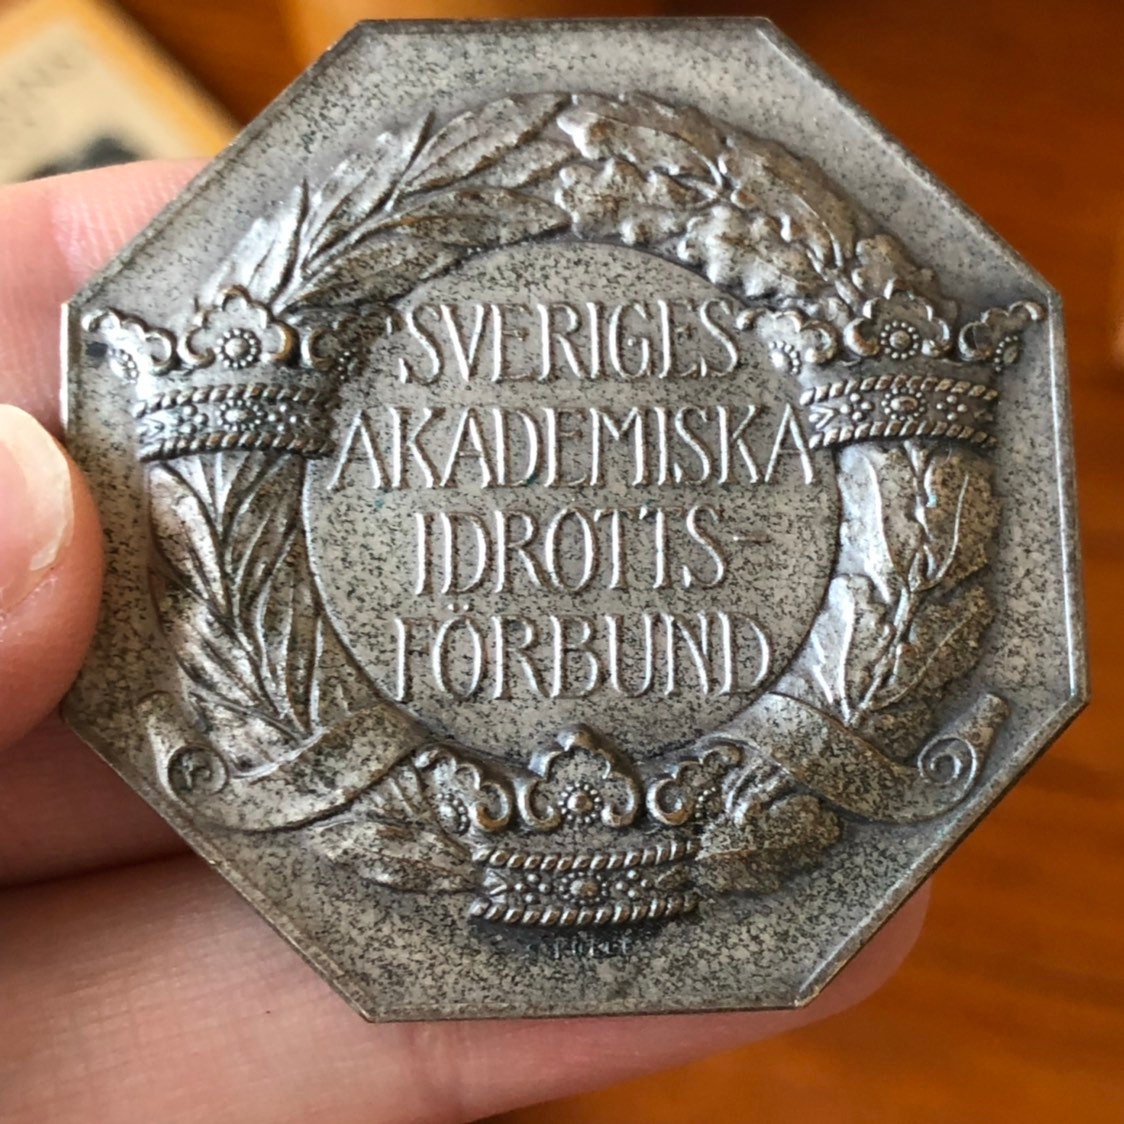 SVERIGES
AKADEMISKA
IDROTTS-
FÖRBUND